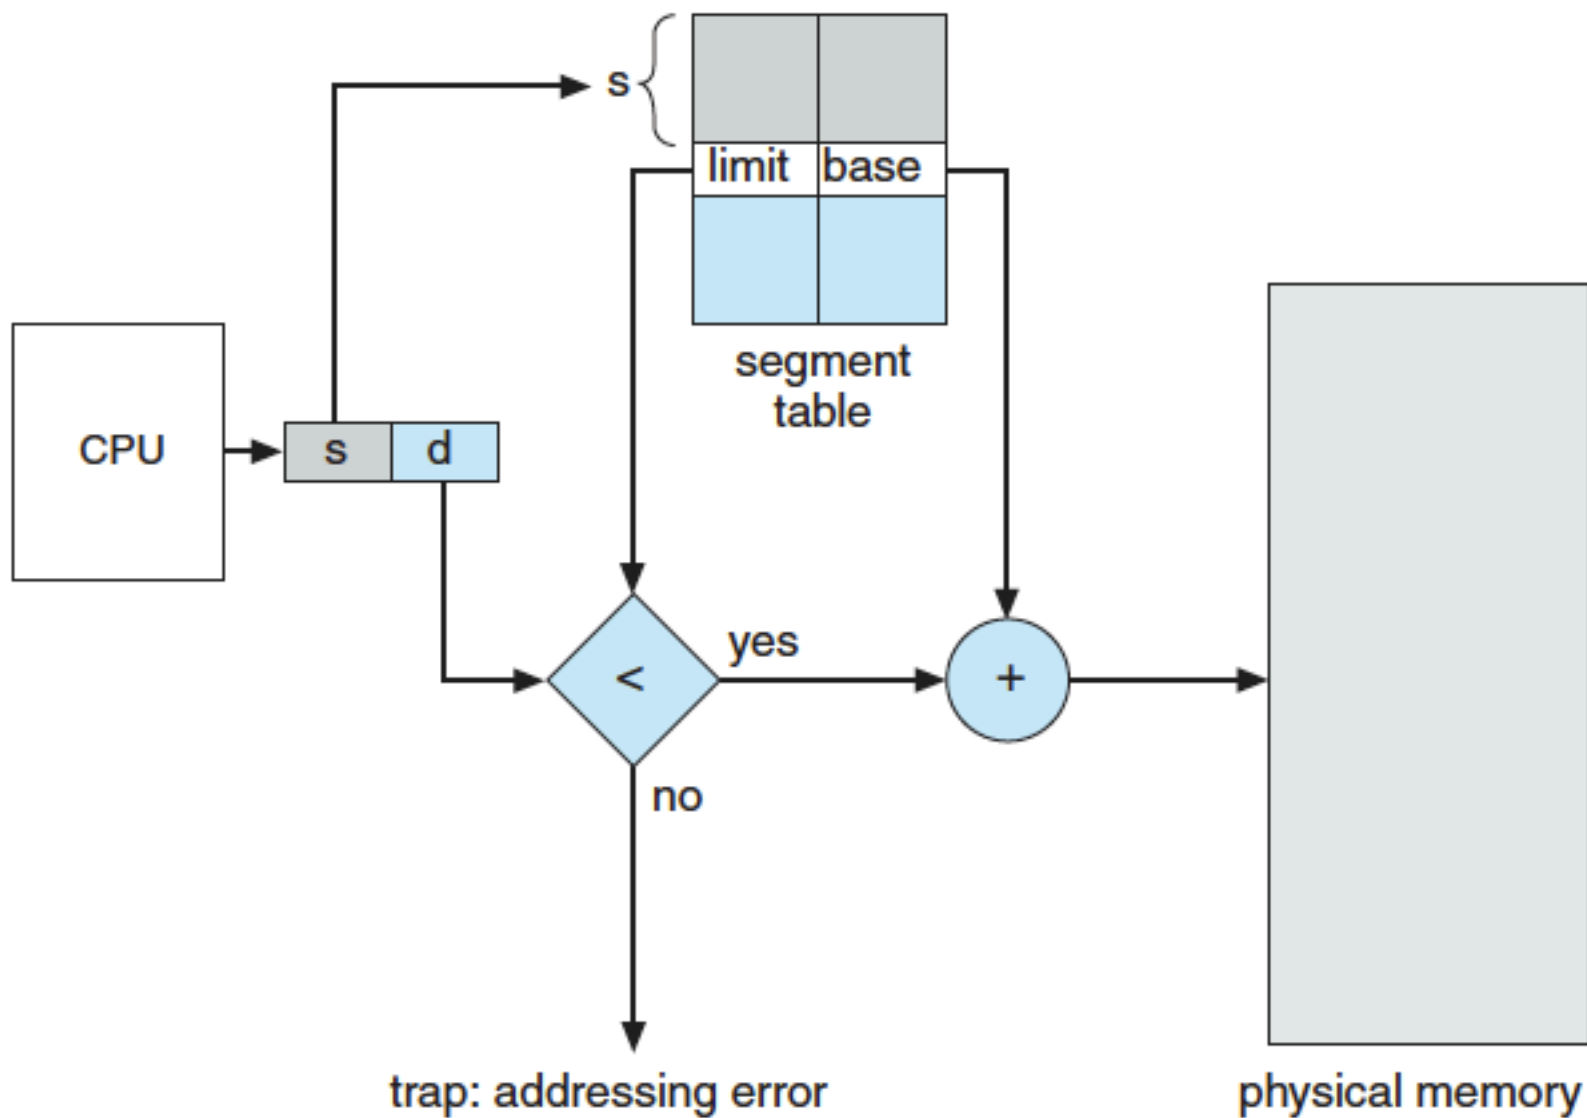 s
limit base
segment
table
CPU
s d
yes
<
+
no
trap: addressing error
physical memory